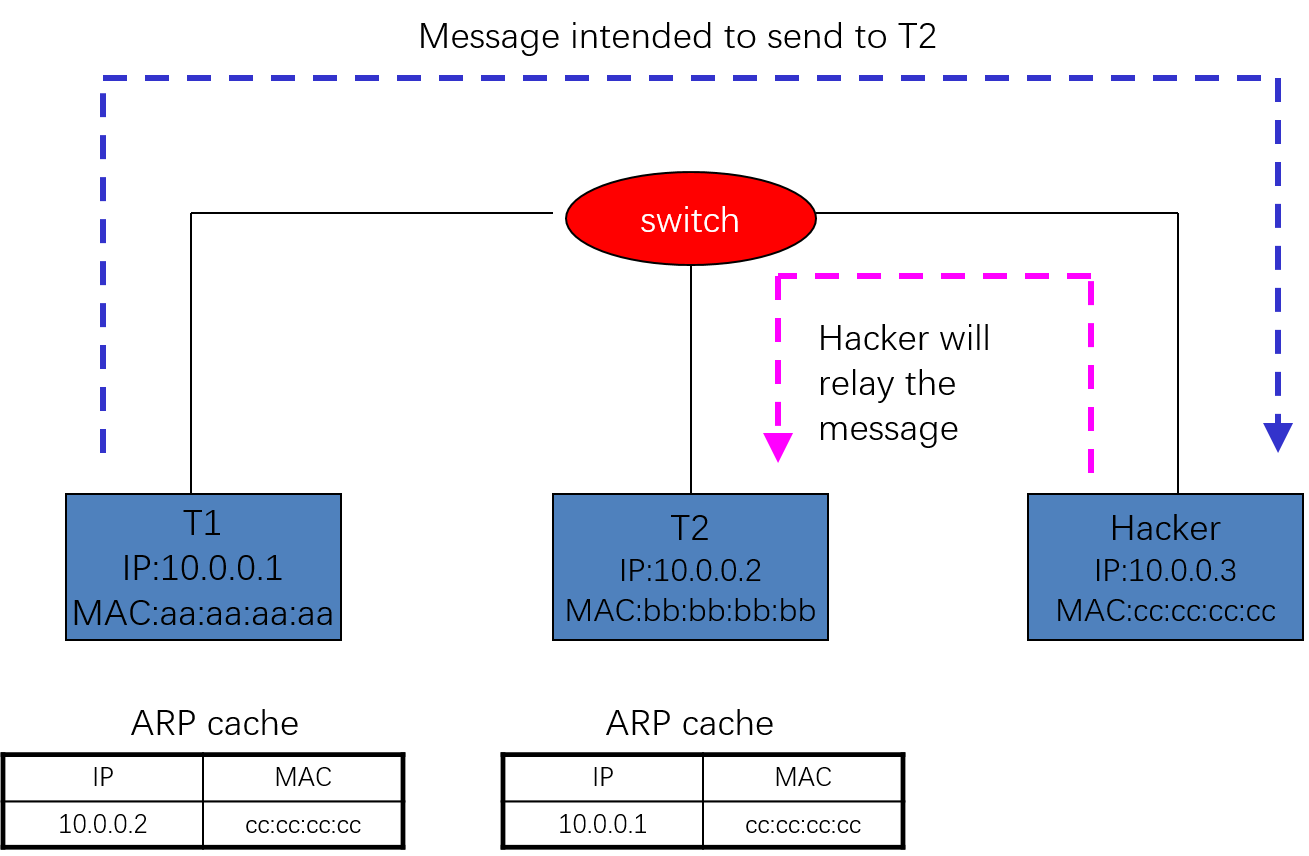 Message intended to send to T2
switch
Hacker will
relay the
message
T1
IP:10.0.0.1
MAC:aa:aa:aa:aa
T2
IP:10.0.0.2
MAC:bb:bb:bb:bb
Hacker
IP:10.0.0.3
MAC:cc:cc:cc:cc
ARP cache
IP MAC
10.0.0.2 cc:cc:cc:cc
ARP cache
IP MAC
10.0.0.1 cc:cc:cc:cc